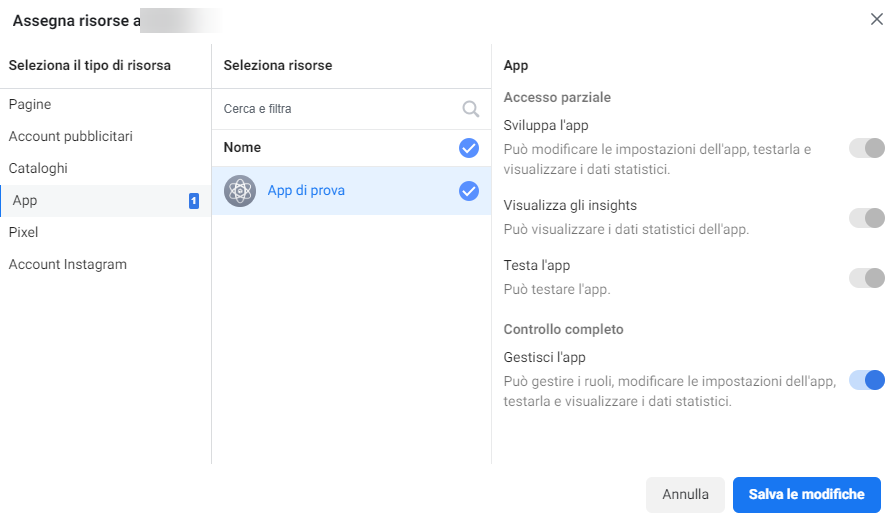 Assegna risorse a
Seleziona il tipo di risorsa
Pagine
Account pubblicitari
Cataloghi
App
1
Pixel
Account Instagram
Seleziona risorse
Cerca e filtra
Nome
App di prova
App
Accesso parziale
Sviluppa l'app
Può modificare le impostazioni dell'app, testarla e
visualizzare i dati statistici.
Visualizza gli insights
Può visualizzare i dati statistici dell'app.
Testa l'app
Può testare l'app.
Controllo completo
Gestisci l'app
Può gestire i ruoli, modificare le impostazioni dell'app,
testarla e visualizzare i dati statistici.
Annulla
Salva le modifiche